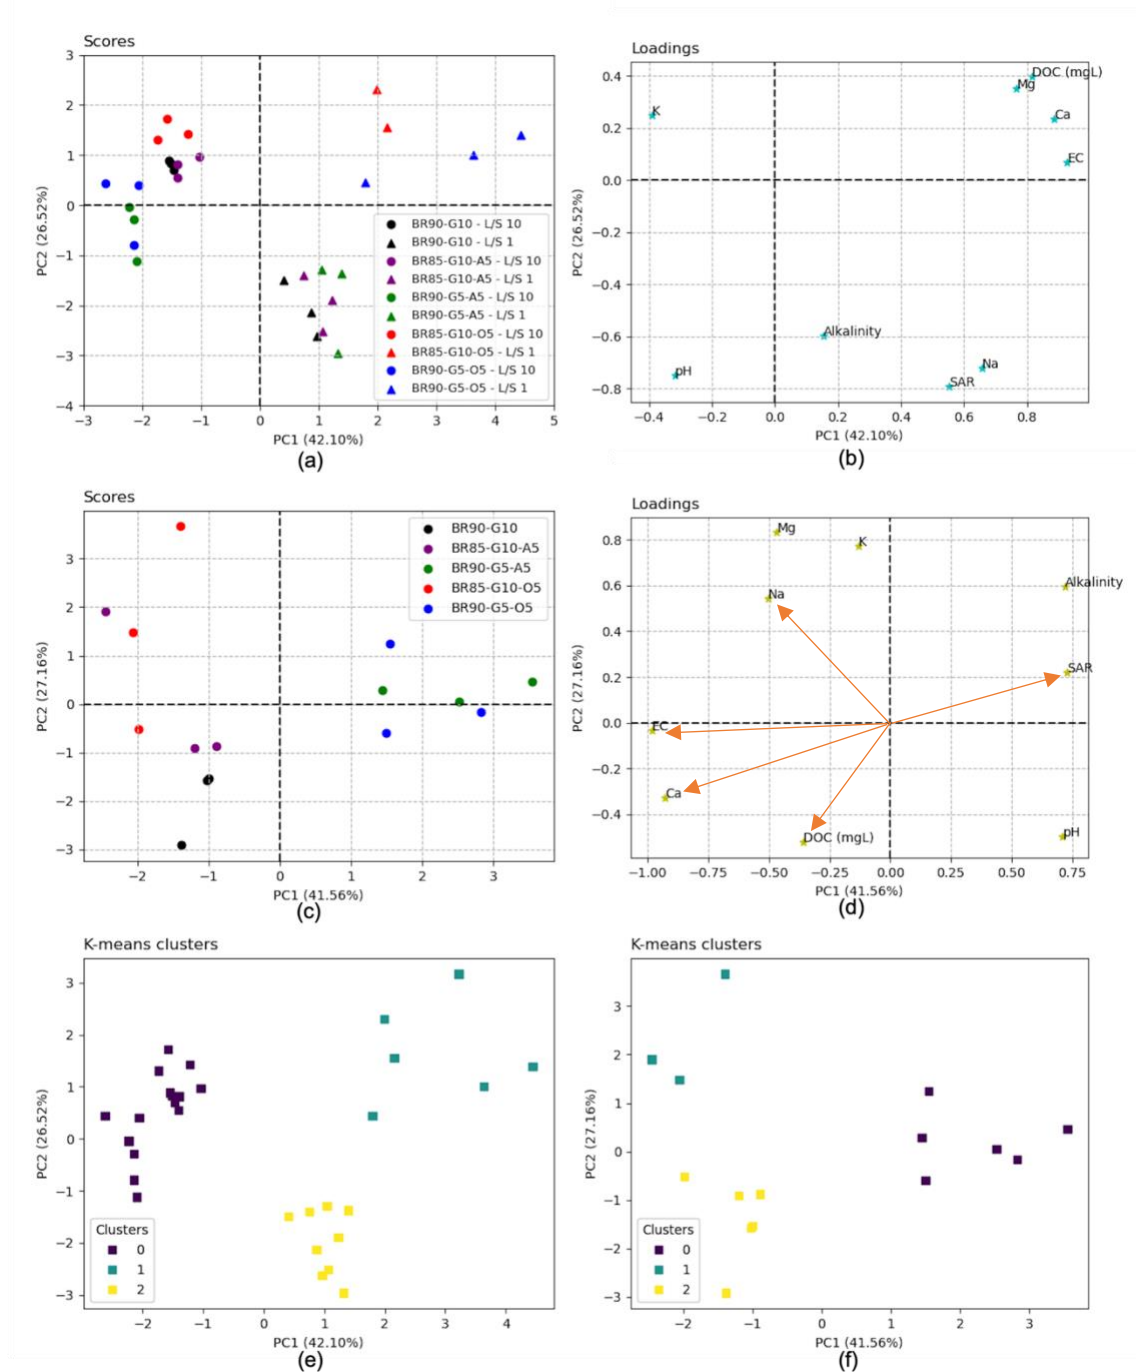 Scores
3
2
1
0
−1
−2
−3
−4
PC2 (26.52%)
BR90-G10 - L/S 10
BR90-G10 - L/S 1
BR85-G10-A5 - L/S 10
BR85-G10-A5 - L/S 1
BR90-G5-A5 - L/S 10
BR90-G5-A5 - L/S 1
BR85-G10-O5 - L/S 10
BR85-G10-O5 - L/S 1
BR90-G5-O5 - L/S 10
BR90-G5-O5 - L/S 1
−3 −2 −1 0 1 2 3 4 5
PC1 (42.10%)
(a)
Loadings
0.4
0.2
0.0
−0.2
−0.4
−0.6
−0.8
PC2 (26.52%)
DOC (mgL)
Mg
K
Ca
EC
Alkalinity
Na
pH
SAR
−0.4 −0.2 0.0 0.2 0.4 0.6 0.8
PC1 (42.10%)
(b)
Scores
3
2
1
0
−1
−2
−3
PC2 (27.16%)
BR90-G10
BR85-G10-A5
BR90-G5-A5
BR85-G10-O5
BR90-G5-O5
−2 −1 0 1 2 3
PC1 (41.56%)
(c)
Loadings
0.8
0.6
0.4
0.2
0.0
−0.2
−0.4
PC2 (27.16%)
Mg
K
Alkalinity
Na
SAR
EC
Ca
DOC (mgL)
pH
−1.00 −0.75 −0.50 −0.25 0.00 0.25 0.50 0.75
PC1 (41.56%)
(d)
K-means clusters
3
2
1
0
−1
−2
−3
PC2 (26.52%)
Clusters
0
1
2
−2 −1 0 1 2 3 4
PC1 (42.10%)
(e)
K-means clusters
3
2
1
0
−1
−2
−3
PC2 (27.16%)
Clusters
0
1
2
−2 −1 0 1 2 3
PC1 (41.56%)
(f)